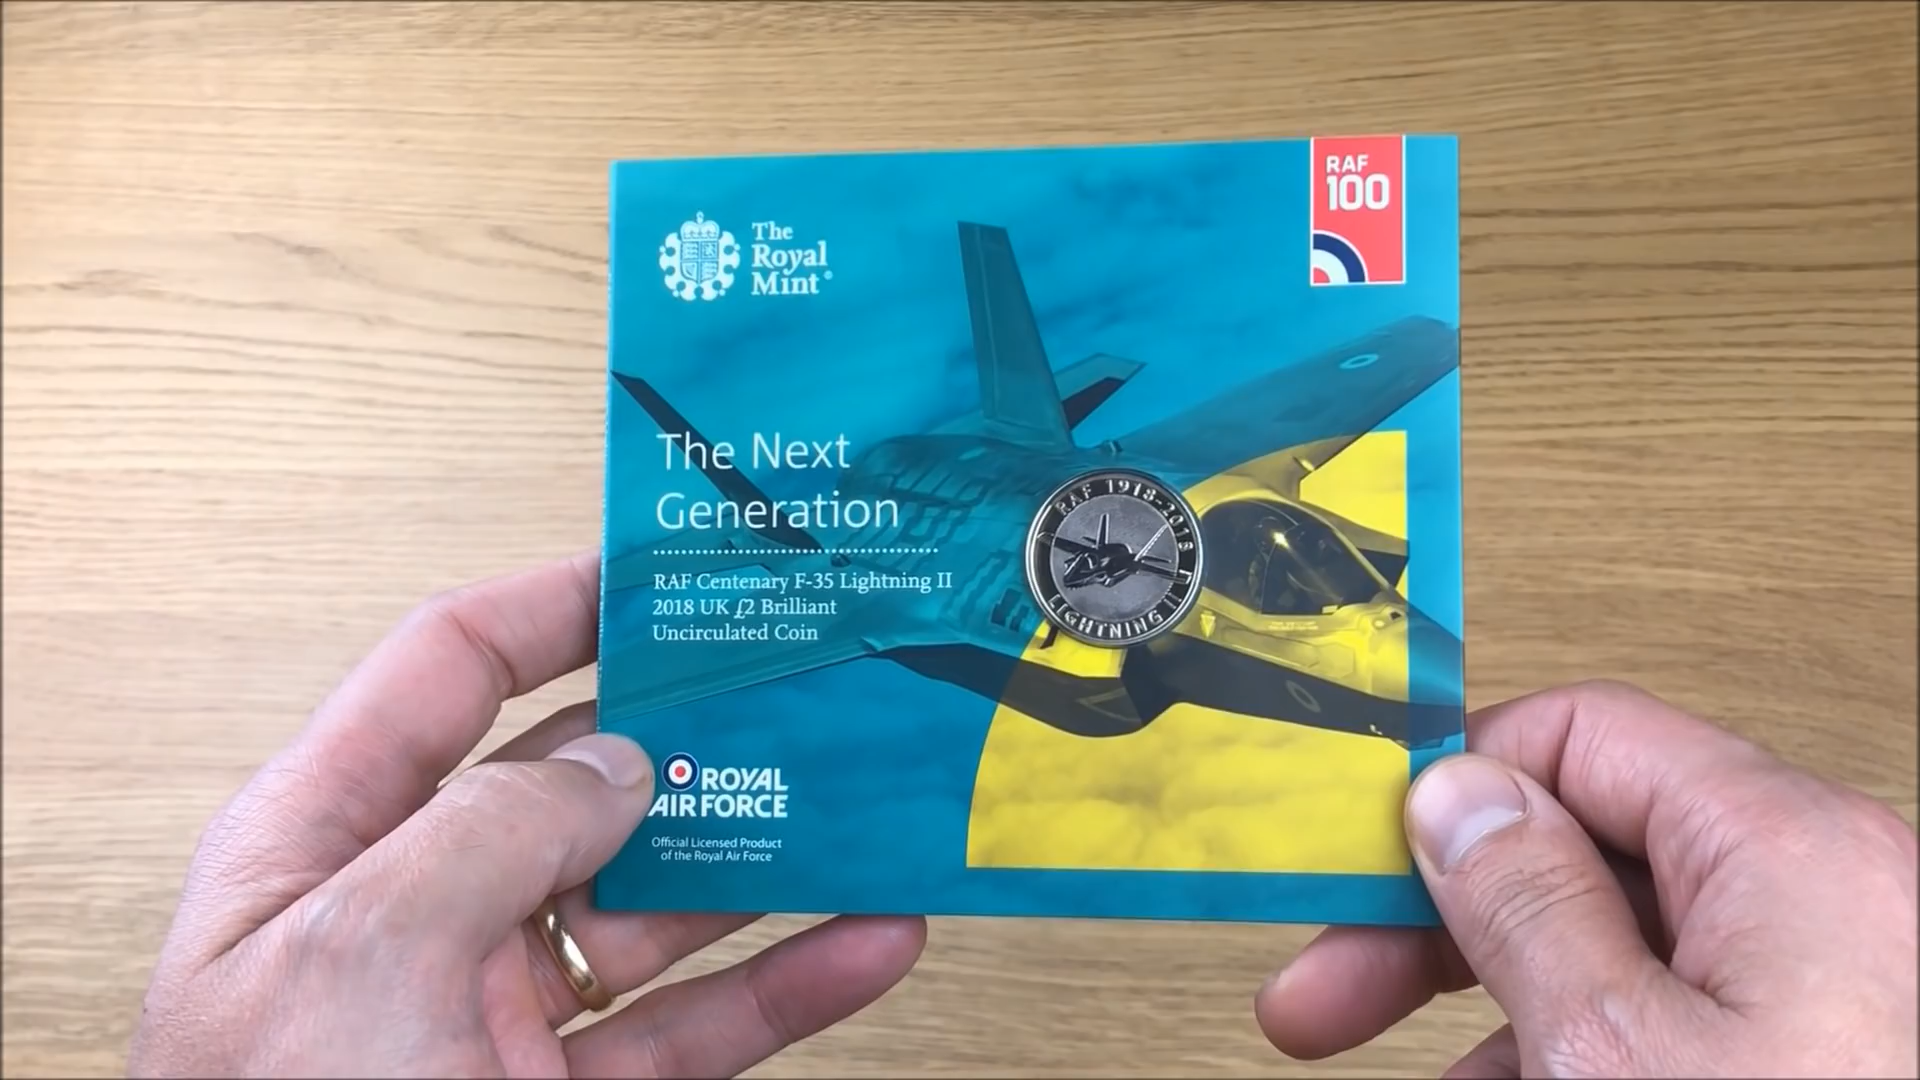 RAF
100
The
Royal
Mint®
The Next
Generation
RAF Centenary F-35 Lightning II
2018 UK £2 Brilliant
Uncirculated Coin
RAF 1918-2018
LIGHTNING II
ROYAL
AIR FORCE
Official Licensed Product
of the Royal Air Force